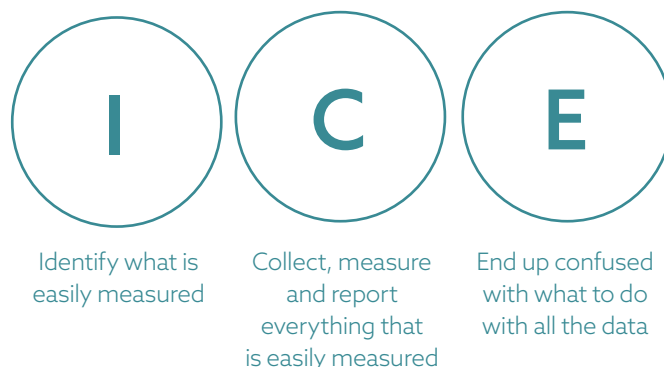 I
C
E
Identify what is
easily measured
Collect, measure
and report
everything that
is easily measured
End up confused
with what to do
with all the data